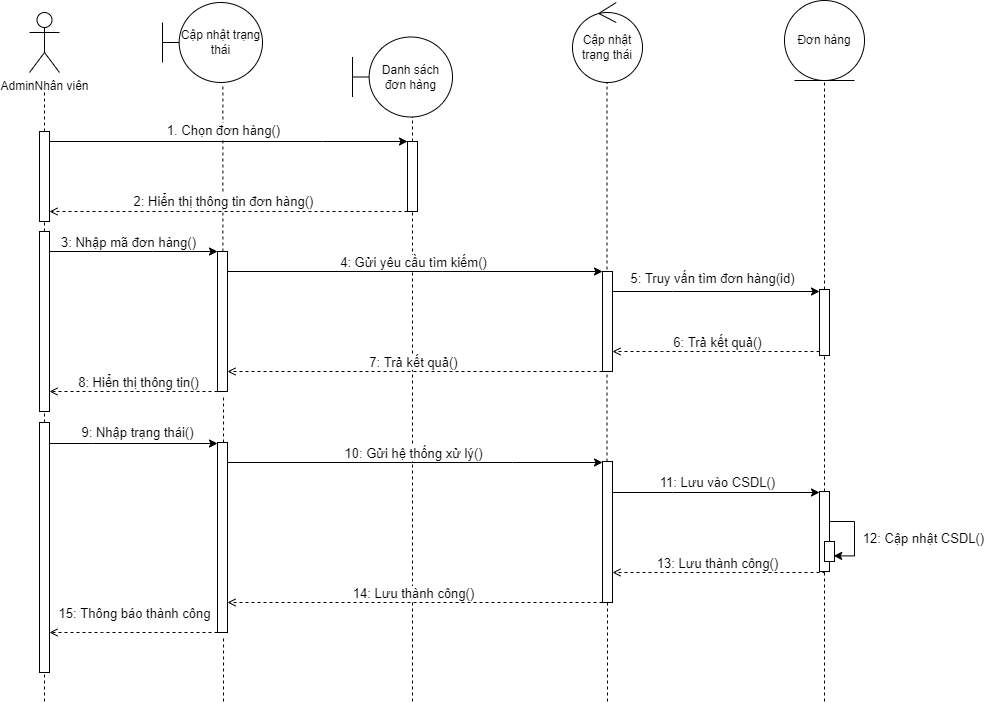 Cập nhật trạng
thái
Cập nhật
trạng thái
Đơn hàng
Danh sách
đơn hàng
AdminNhân viên
1. Chọn đơn hàng()
2: Hiển thị thông tin đơn hàng()
3: Nhập mã đơn hàng()
4: Gửi yêu cầu tìm kiếm()
5: Truy vấn tìm đơn hàng(id)
6: Trả kết quả()
7: Trả kết quả()
8: Hiển thị thông tin()
9: Nhập trạng thái()
10: Gửi hệ thống xử lý()
11: Lưu vào CSDL()
12: Cập nhật CSDL()
13: Lưu thành công()
14: Lưu thành công()
15: Thông báo thành công